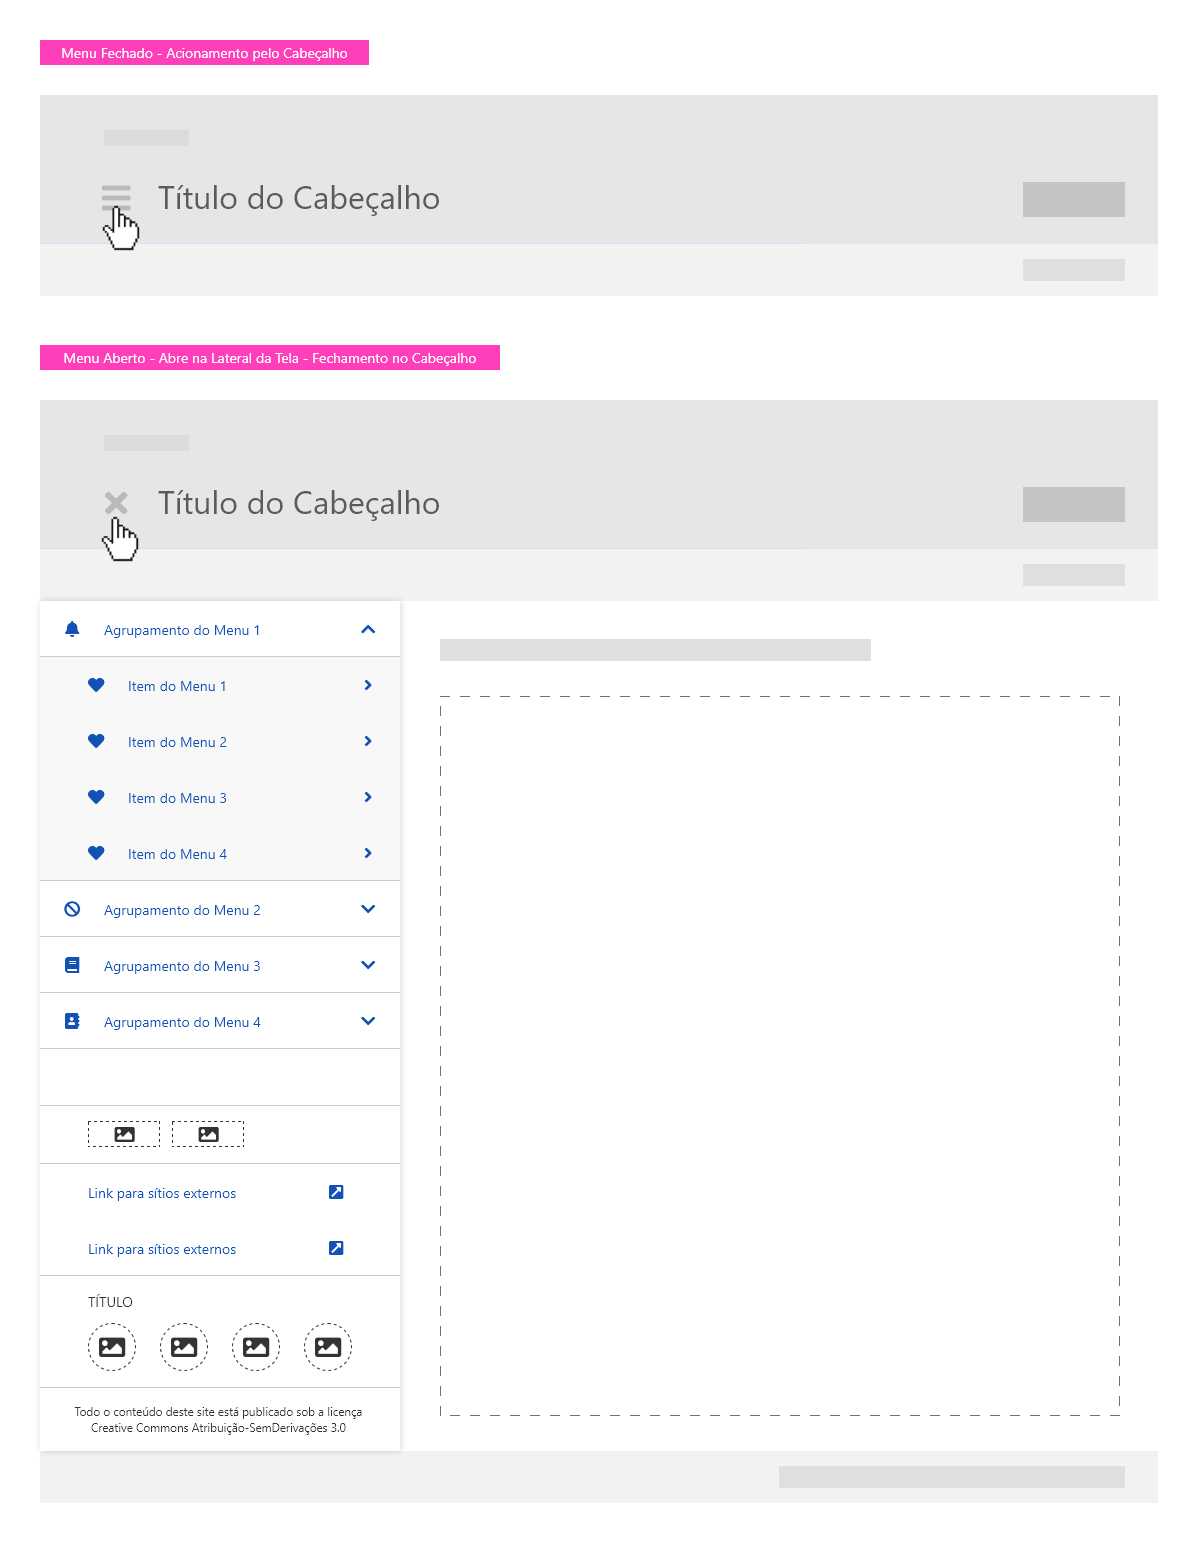 Menu Fechado - Acionamento pelo Cabeçalho
Título do Cabeçalho
Menu Aberto - Abre na Lateral da Tela - Fechamento no Cabeçalho
Título do Cabeçalho
Agrupamento do Menu 1
Item do Menu 1
Item do Menu 2
Item do Menu 3
Item do Menu 4
Agrupamento do Menu 2
Agrupamento do Menu 3
Agrupamento do Menu 4
Link para sítios externos
Link para sítios externos
TÍTULO
Todo o conteúdo deste site está publicado sob a licença
Creative Commons Atribuição-SemDerivações 3.0